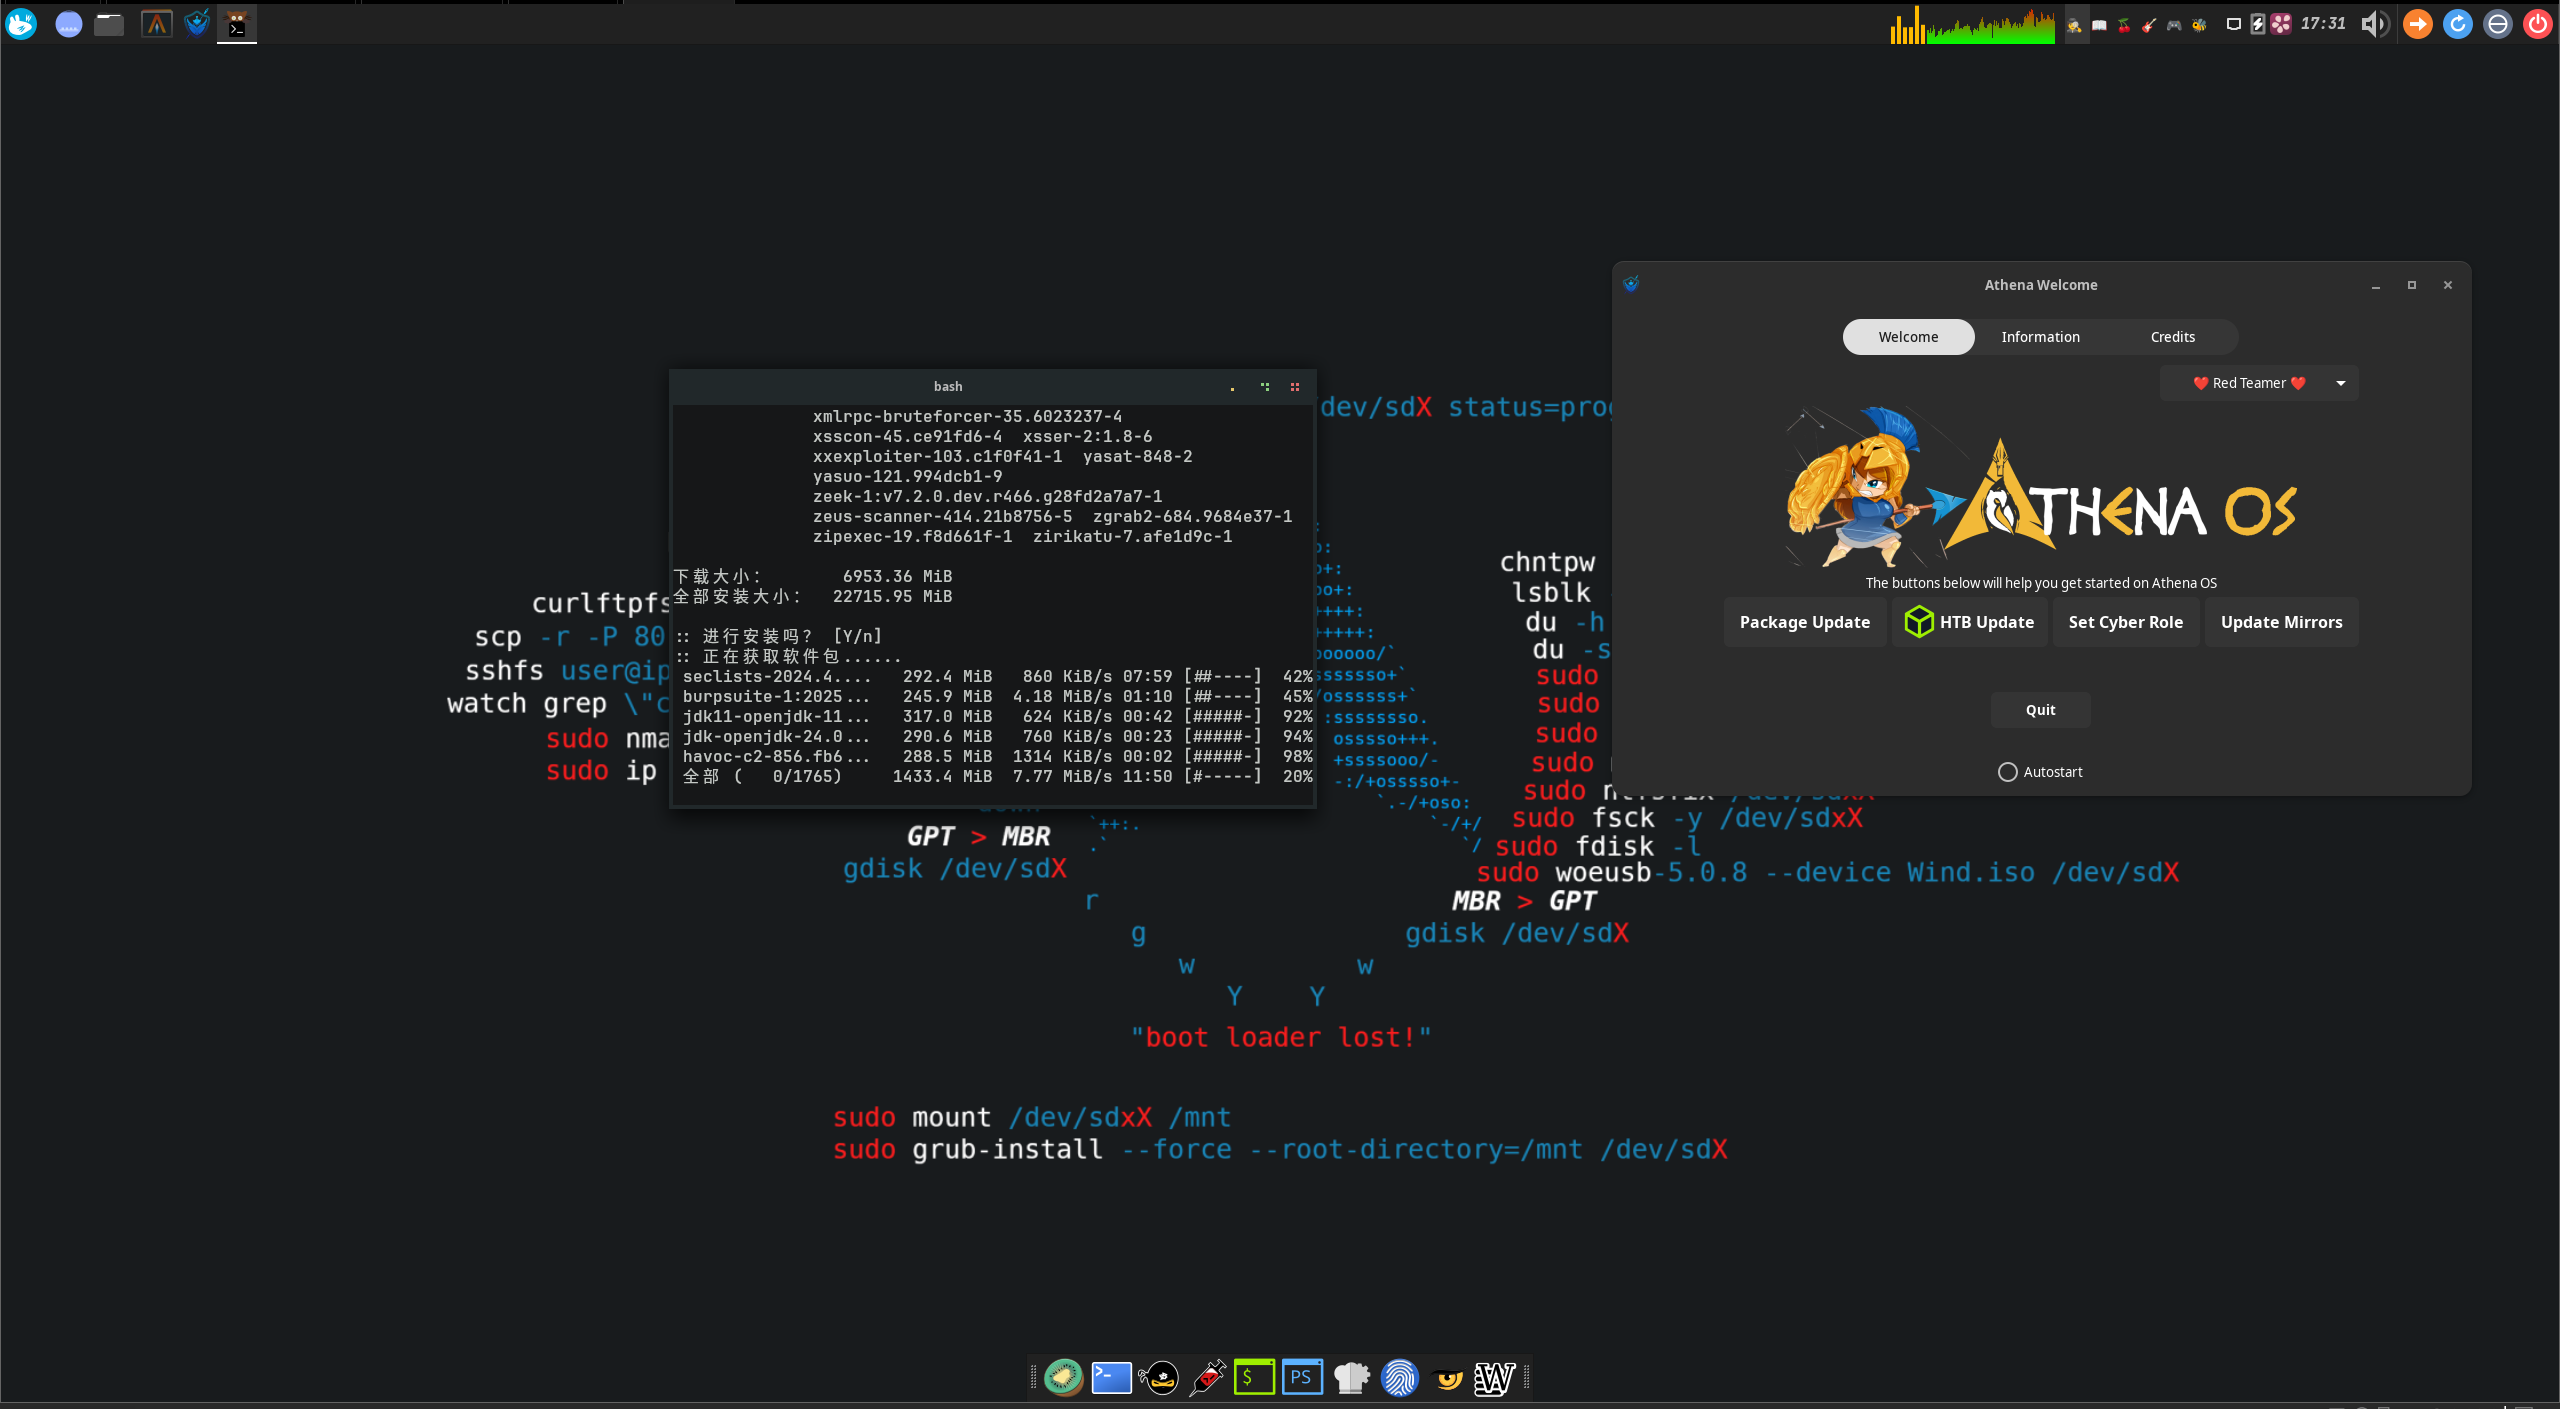 17:31
Athena Welcome
Welcome Information Credits
❤️ Red Teamer ❤️
ATHENA OS
The buttons below will help you get started on Athena OS
Package Update HTB Update Set Cyber Role Update Mirrors
Quit
Autostart
bash
xmlrpc-bruteforcer-35.6023237-4
xsscon-45.ce91fd6-4 xsser-2:1.8-6
xxexploiter-103.c1f0f41-1 yasat-848-2
yasuo-121.994dcb1-9
zeek-1:v7.2.0.dev.r466.g28fd2a7a7-1
zeus-scanner-414.21b8756-5 zgrab2-684.9684e37-1
zipexec-19.f8d661f-1 zirikatu-7.afe1d9c-1
下载大小: 6953.36 MiB
全部安装大小: 22715.95 MiB
:: 进行安装吗? [Y/n]
:: 正在获取软件包......
seclists-2024.4.... 292.4 MiB 860 KiB/s 07:59 [##----] 42%
burpsuite-1:2025... 245.9 MiB 4.18 MiB/s 01:10 [##----] 45%
jdk11-openjdk-11... 317.0 MiB 624 KiB/s 00:42 [#####-] 92%
jdk-openjdk-24.0... 290.6 MiB 760 KiB/s 00:23 [#####-] 94%
havoc-c2-856.fb6... 288.5 MiB 1314 KiB/s 00:02 [#####-] 98%
全部 ( 0/1765) 1433.4 MiB 7.77 MiB/s 11:50 [#-----] 20%
curlftpfs
scp -r -P 80
sshfs user@ip
watch grep \"c
sudo nma
sudo ip
GPT > MBR
gdisk /dev/sdX
/dev/sdX status=prog
o:
o+:
oo+:
++++:
+++++:
ooooo/`
sssssso+`
/ossssss+`
:ssssssso.
osssso+++.
+ssssooo/-
-:/+osssso+-
`.-/+oso:
`-/+/
`/
`++:.
.`
chntpw
lsblk
du -h
du -s
sudo
sudo
sudo
sudo
sudo ntfsfix /dev/sdxX
sudo fsck -y /dev/sdxX
sudo fdisk -l
sudo woeusb-5.0.8 --device Wind.iso /dev/sdX
MBR > GPT
gdisk /dev/sdX
r
g
w w
Y Y
"boot loader lost!"
sudo mount /dev/sdxX /mnt
sudo grub-install --force --root-directory=/mnt /dev/sdX
$ PS W